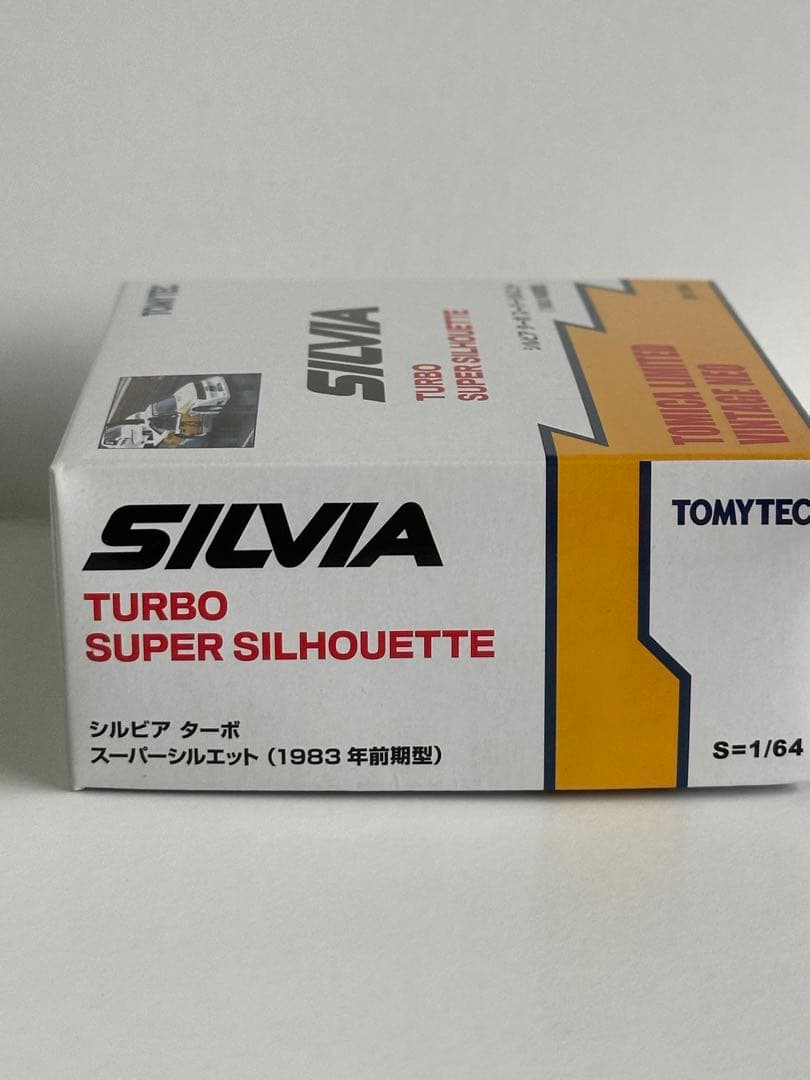 TOMYTEC
SILVIA
TURBO
SUPER SILHOUETTE
TOMICA LIMITED
VINTAGE NEO
SILVIA
TURBO
SUPER SILHOUETTE
シルビア ターボ
スーパーシルエット（1983 年前期型）
TOMYTEC
S=1/64